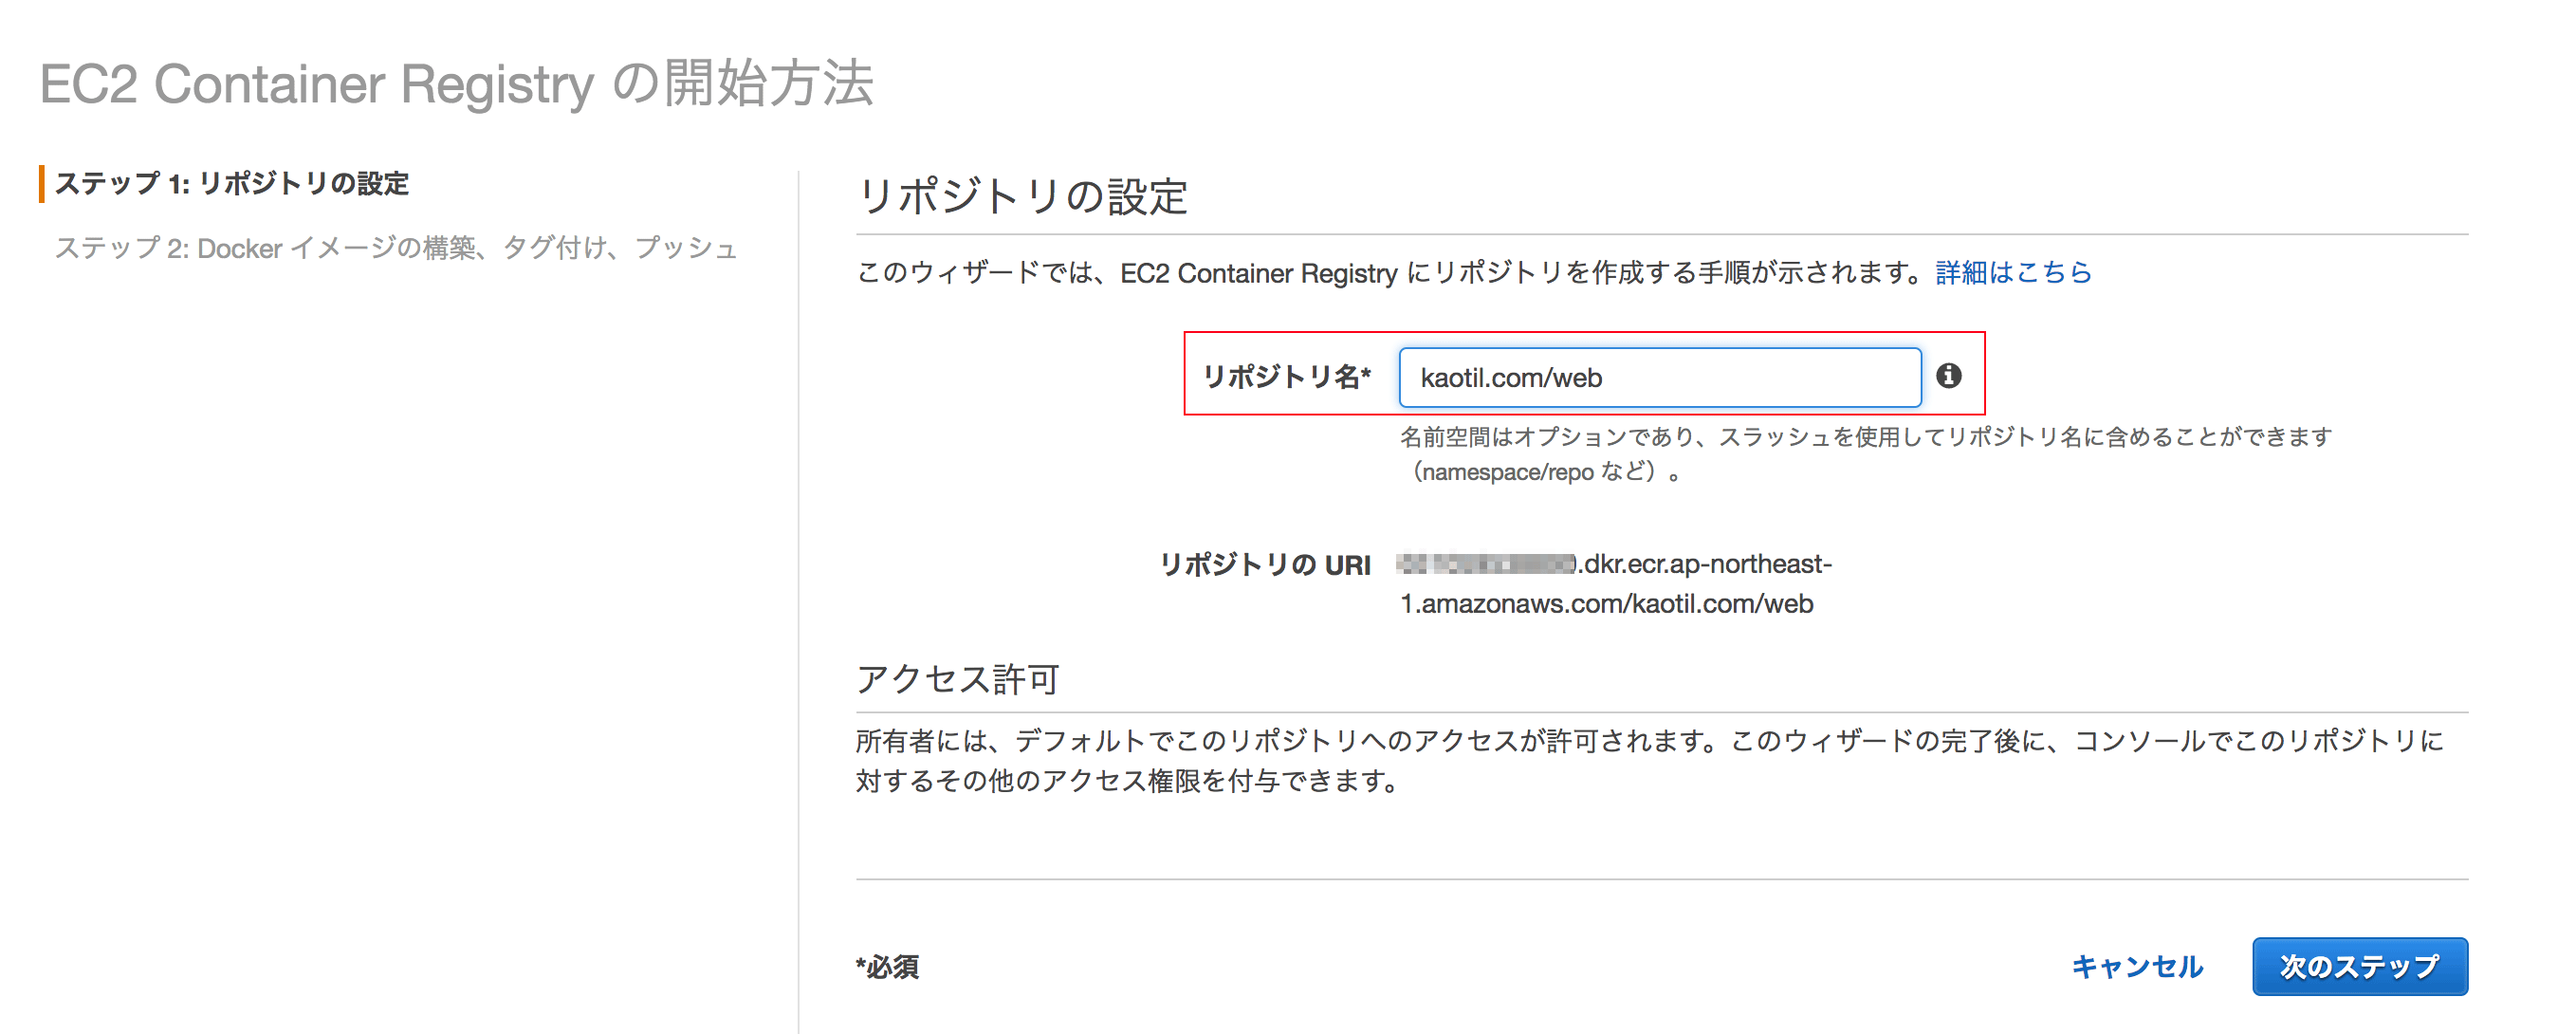 EC2 Container Registry の開始方法
ステップ 1: リポジトリの設定
ステップ 2: Docker イメージの構築、タグ付け、プッシュ
リポジトリの設定
このウィザードでは、EC2 Container Registry にリポジトリを作成する手順が示されます。詳細はこちら
リポジトリ名* kaotil.com/web
名前空間はオプションであり、スラッシュを使用してリポジトリ名に含めることができます
（namespace/repo など）。
リポジトリの URI .dkr.ecr.ap-northeast-
1.amazonaws.com/kaotil.com/web
アクセス許可
所有者には、デフォルトでこのリポジトリへのアクセスが許可されます。このウィザードの完了後に、コンソールでこのリポジトリに
対するその他のアクセス権限を付与できます。
*必須
キャンセル 次のステップ